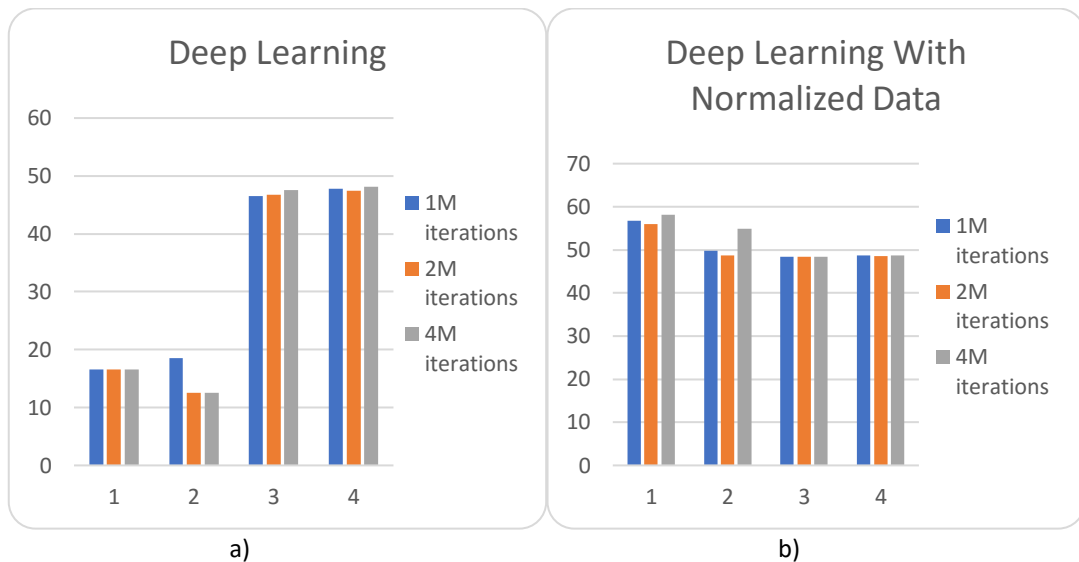 Deep Learning
60
50
40
30
20
10
0
1 2 3 4
1M
iterations
2M
iterations
4M
iterations
a)
Deep Learning With
Normalized Data
70
60
50
40
30
20
10
0
1 2 3 4
1M
iterations
2M
iterations
4M
iterations
b)